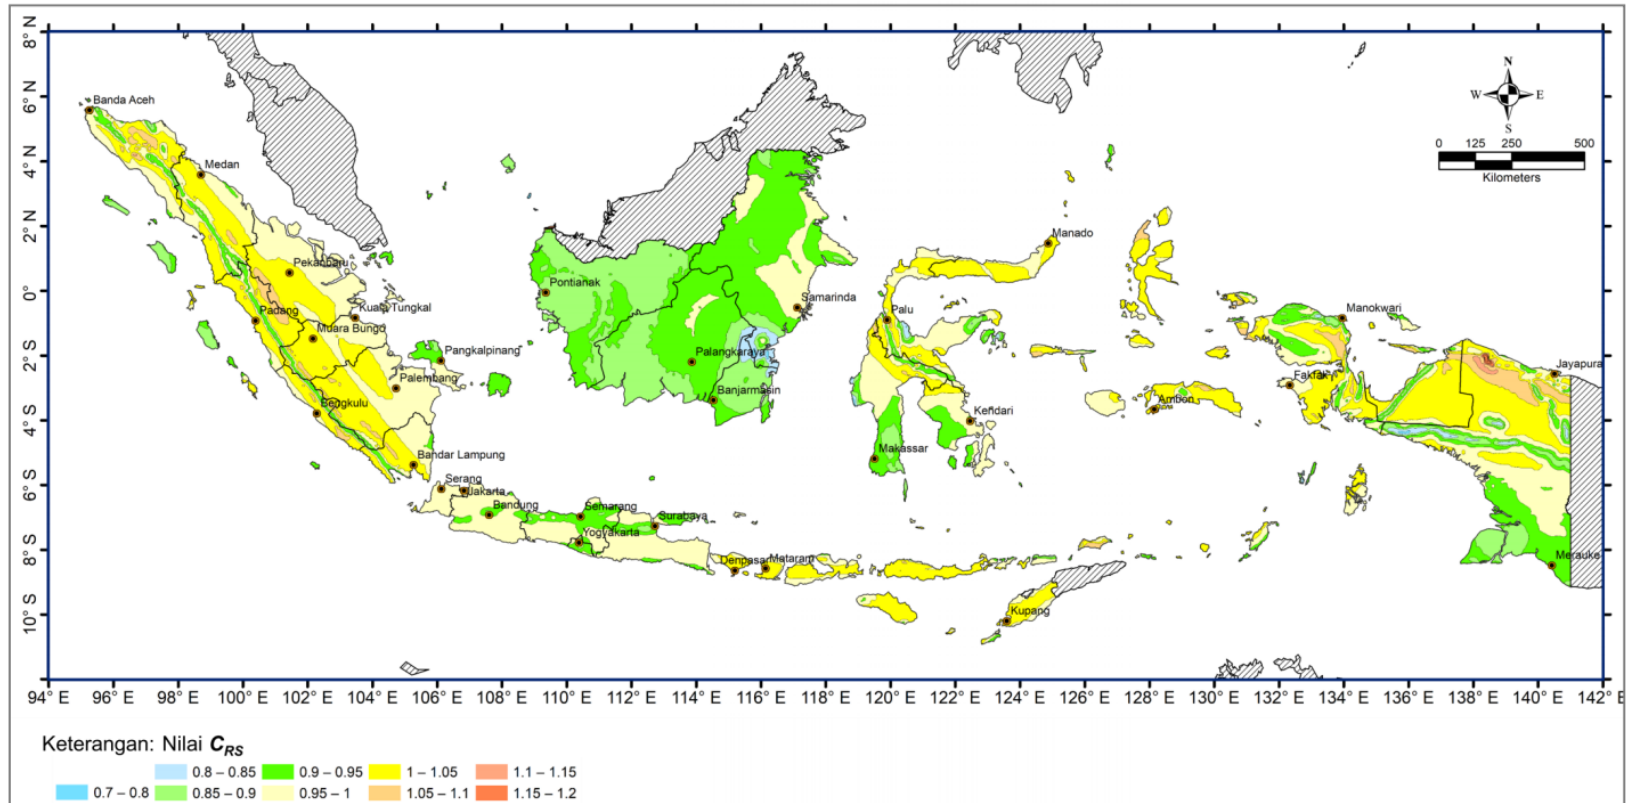 8° N
6° N
4° N
2° N
0°
2° S
4° S
6° S
8° S
10° S
Banda Aceh
Medan
Pekanbaru
Padang
Kuala Tungkal
Muara Bungo
Pangkalpinang
Palembang
Bengkulu
Bandar Lampung
Serang
Jakarta
Bandung
Semarang
Yogyakarta
Surabaya
Denpasar
Mataram
Kupang
Pontianak
Samarinda
Palangkaraya
Banjarmasin
Manado
Palu
Kendari
Makassar
Ambon
Manokwari
Fakfak
Jayapura
Merauke
N
W E
S
0 125 250 500
Kilometers
94° E 96° E 98° E 100° E 102° E 104° E 106° E 108° E 110° E 112° E 114° E 116° E 118° E 120° E 122° E 124° E 126° E 128° E 130° E 132° E 134° E 136° E 138° E 140° E 142° E
Keterangan: Nilai C_RS
0.8 – 0.85 0.9 – 0.95 1 – 1.05 1.1 – 1.15
0.7 – 0.8 0.85 – 0.9 0.95 – 1 1.05 – 1.1 1.15 – 1.2